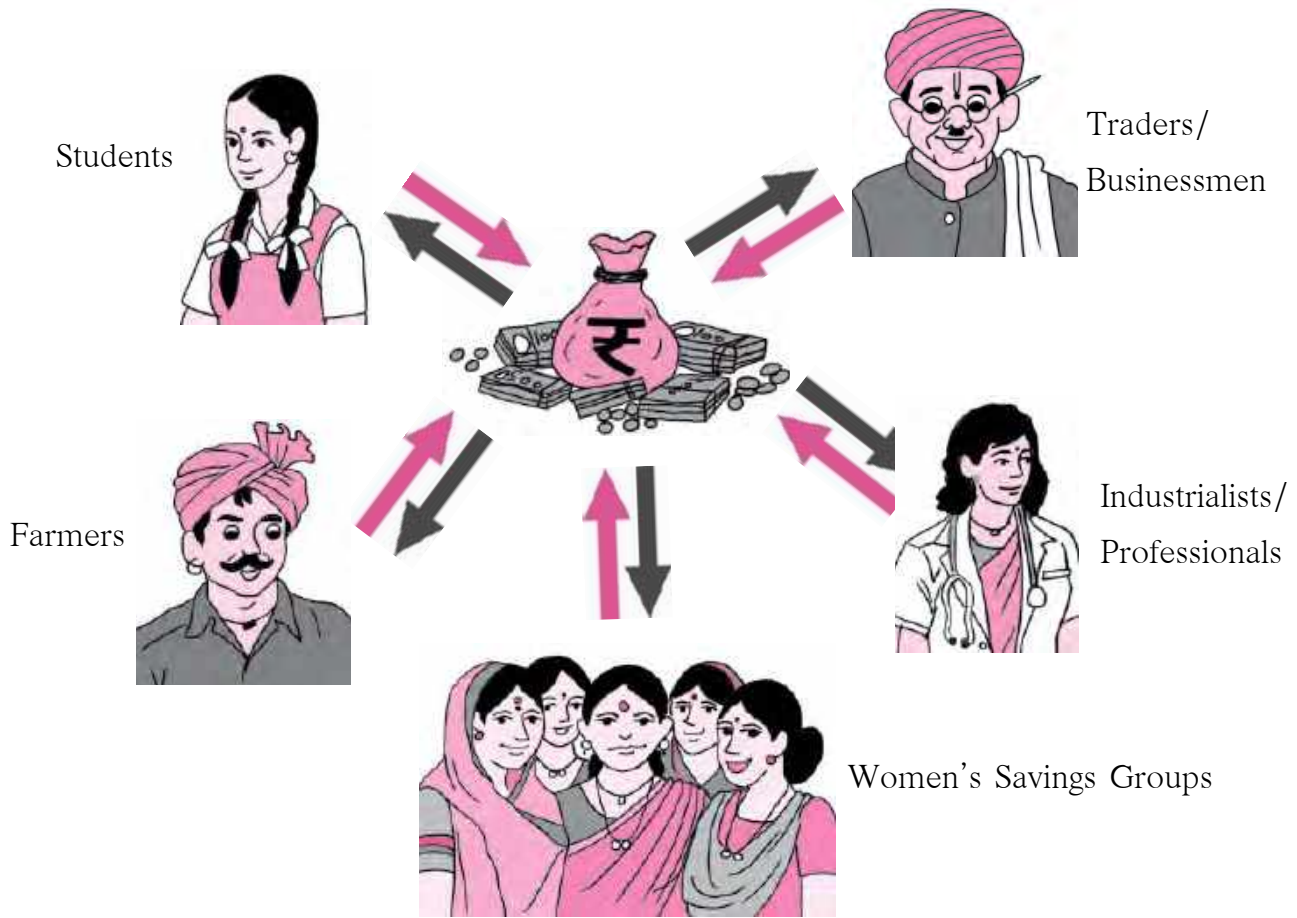 Students
Traders/
Businessmen
₹
Farmers
Industrialists/
Professionals
Women's Savings Groups